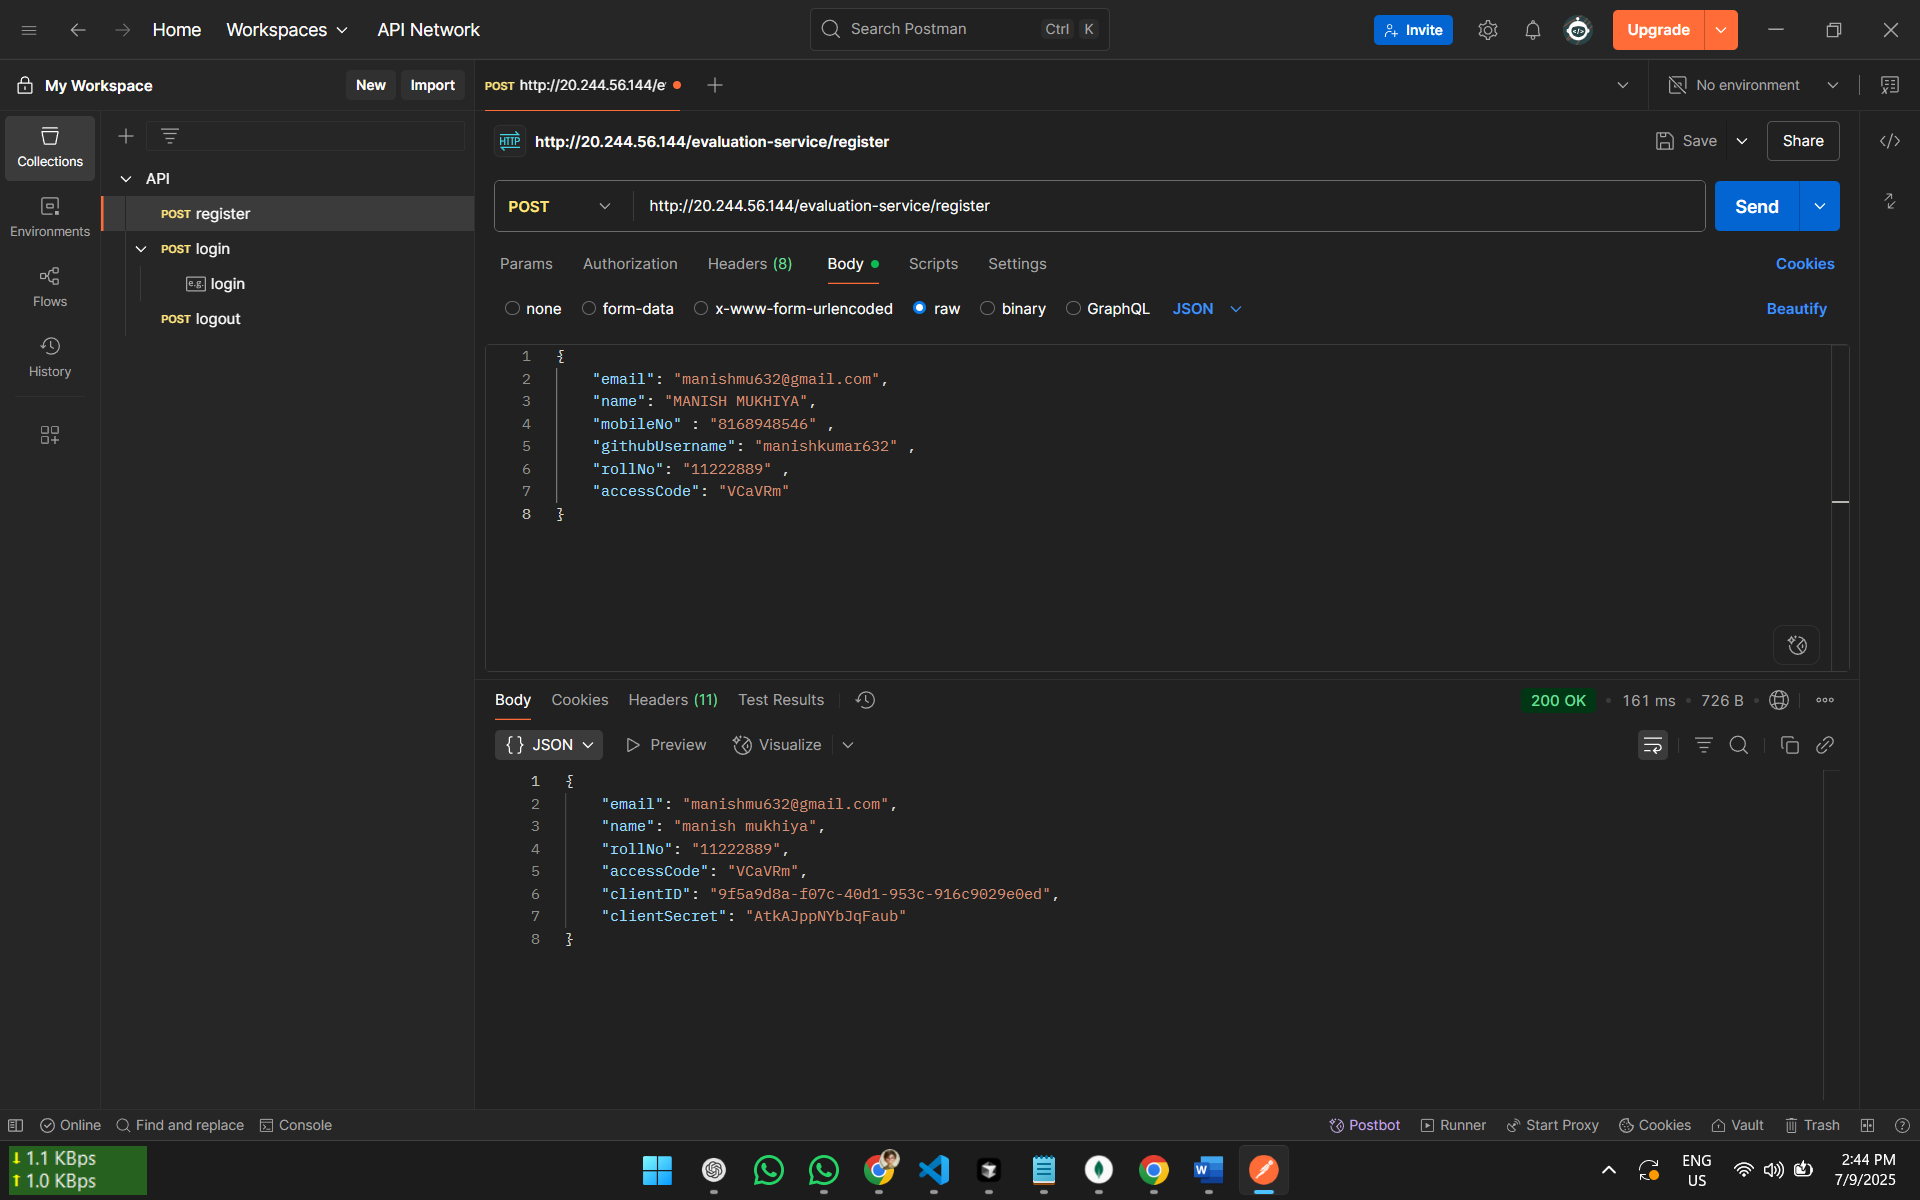 Home Workspaces API Network Search Postman Ctrl K Invite Upgrade
My Workspace New Import POST http://20.244.56.144/e No environment
Collections
Environments
Flows
History
API
POST register
POST login
e.g. login
POST logout
HTTP http://20.244.56.144/evaluation-service/register Save Share
POST http://20.244.56.144/evaluation-service/register Send
Params Authorization Headers (8) Body Scripts Settings Cookies
none form-data x-www-form-urlencoded raw binary GraphQL JSON Beautify
1 {
2 "email": "manishmu632@gmail.com",
3 "name": "MANISH MUKHIYA",
4 "mobileNo" : "8168948546" ,
5 "githubUsername": "manishkumar632" ,
6 "rollNo": "11222889" ,
7 "accessCode": "VCaVRm"
8 }
Body Cookies Headers (11) Test Results 200 OK • 161 ms • 726 B
{} JSON Preview Visualize
1 {
2 "email": "manishmu632@gmail.com",
3 "name": "manish mukhiya",
4 "rollNo": "11222889",
5 "accessCode": "VCaVRm",
6 "clientID": "9f5a9d8a-f07c-40d1-953c-916c9029e0ed",
7 "clientSecret": "AtkAJppNYbJqFaub"
8 }
Online Find and replace Console Postbot Runner Start Proxy Cookies Vault Trash
↓ 1.1 KBps
↑ 1.0 KBps
ENG
US
2:44 PM
7/9/2025